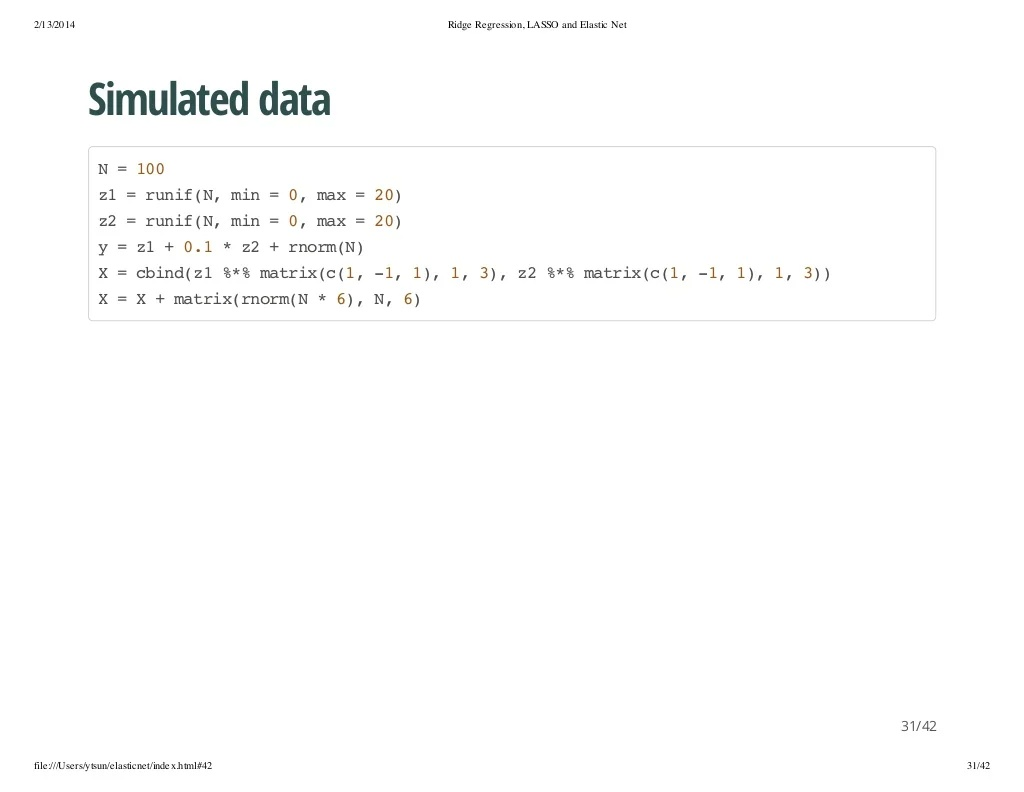 2/13/2014
Ridge Regression, LASSO and Elastic Net
Simulated data
N = 100
z1 = runif(N, min = 0, max = 20)
z2 = runif(N, min = 0, max = 20)
y = z1 + 0.1 * z2 + rnorm(N)
X = cbind(z1 %*% matrix(c(1, -1, 1), 1, 3), z2 %*% matrix(c(1, -1, 1), 1, 3))
X = X + matrix(rnorm(N * 6), N, 6)
31/42
file:///Users/ytsun/elasticnet/index.html#42
31/42